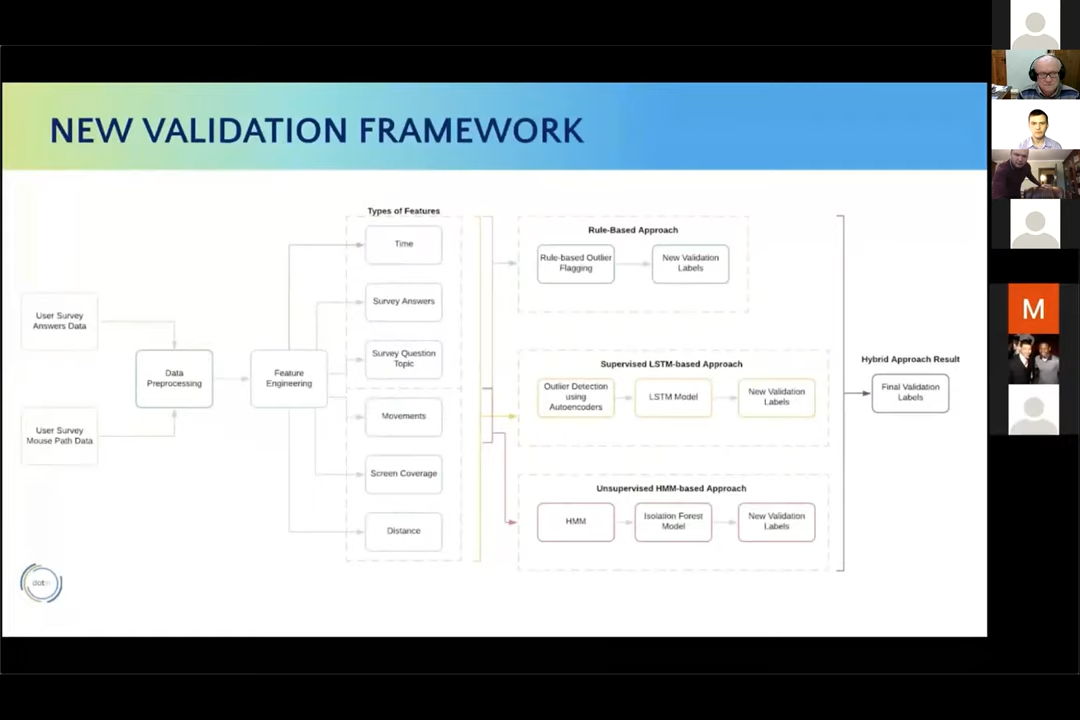 NEW VALIDATION FRAMEWORK
Types of Features
Time
Survey Answers
Survey Question
Topic
Movements
Screen Coverage
Distance
User Survey
Answers Data
User Survey
Mouse Path Data
Data
Preprocessing
Feature
Engineering
Rule-Based Approach
Rule-based Outlier
Flagging
New Validation
Labels
Supervised LSTM-based Approach
Outlier Detection
using
Autoencoders
LSTM Model
New Validation
Labels
Unsupervised HMM-based Approach
HMM
Isolation Forest
Model
New Validation
Labels
Hybrid Approach Result
Final Validation
Labels
M